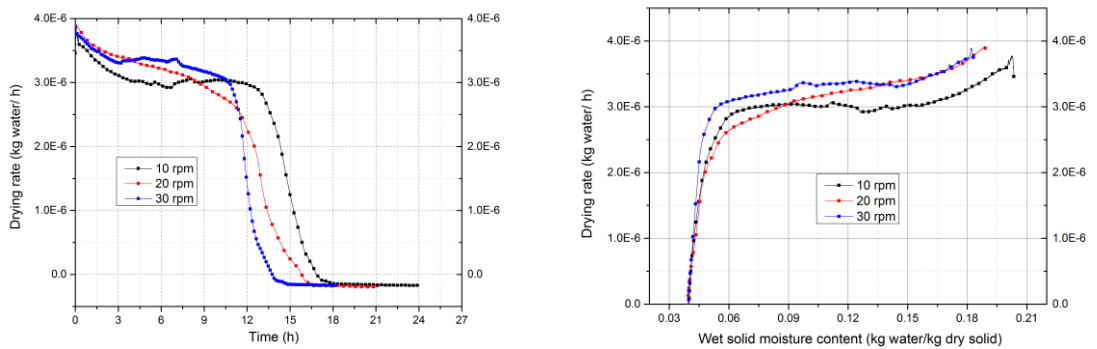 4.0E-6
3.0E-6
2.0E-6
1.0E-6
0.0
Drying rate (kg water/ h)
10 rpm
20 rpm
30 rpm
4.0E-6
3.0E-6
2.0E-6
1.0E-6
0.0
0 3 6 9 12 15 18 21 24 27
Time (h)
4.0E-6
3.0E-6
2.0E-6
1.0E-6
0.0
Drying rate (kg water/ h)
10 rpm
20 rpm
30 rpm
4.0E-6
3.0E-6
2.0E-6
1.0E-6
0.0
0.03 0.06 0.09 0.12 0.15 0.18 0.21
Wet solid moisture content (kg water/kg dry solid)